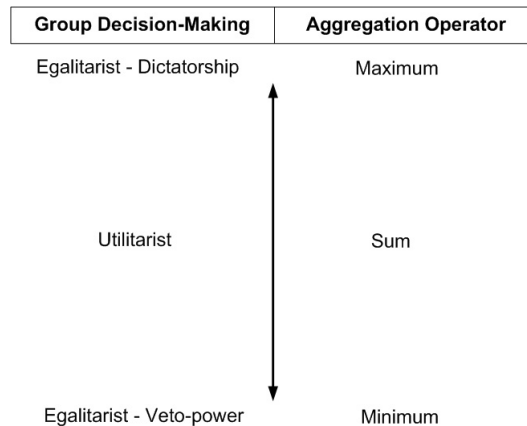 Group Decision-Making Aggregation Operator
Egalitarist - Dictatorship Maximum
Utilitarist Sum
Egalitarist - Veto-power Minimum